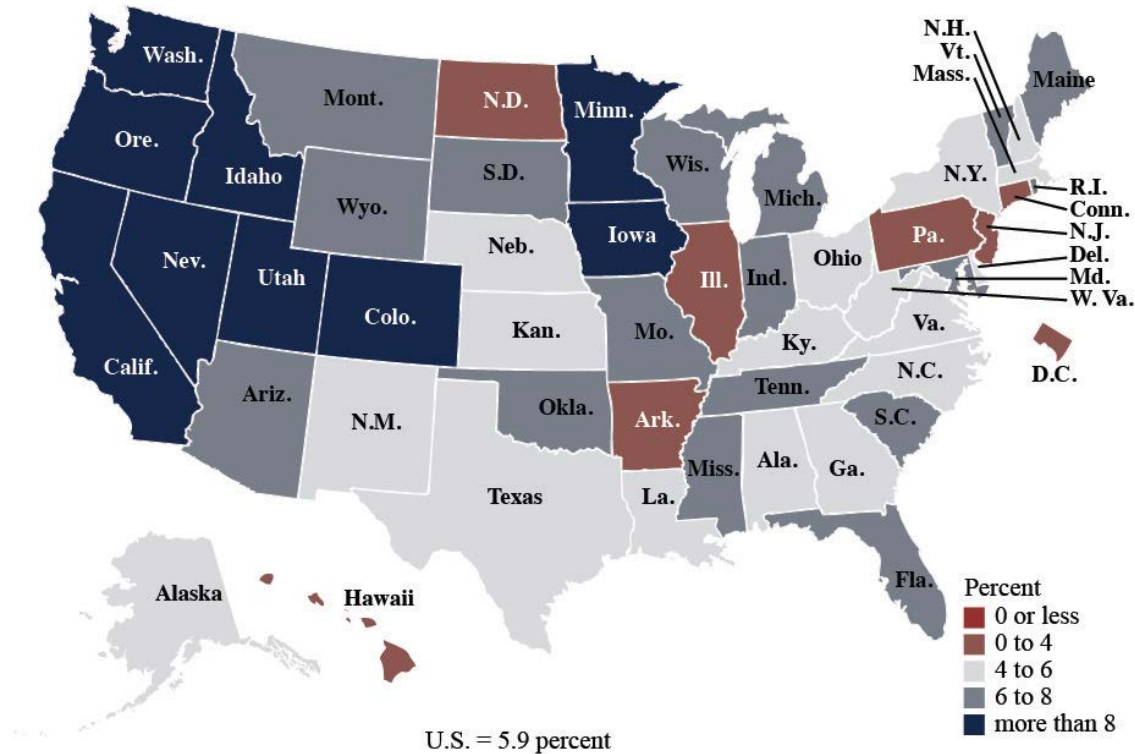 N.H.
Vt.
Mass.
Maine
Wash.
Mont.
N.D.
Minn.
Ore.
Idaho
S.D.
Wis.
Mich.
N.Y.
R.I.
Conn.
N.J.
Del.
Md.
W. Va.
Wyo.
Iowa
Pa.
Neb.
Ohio
Nev.
Utah
Colo.
Ill.
Ind.
Kan.
Mo.
Ky.
Va.
Calif.
D.C.
N.C.
Tenn.
Ariz.
N.M.
Okla.
Ark.
S.C.
Miss.
Ala.
Ga.
Texas
La.
Fla.
Alaska
Hawaii
Percent
0 or less
0 to 4
4 to 6
6 to 8
more than 8
U.S. = 5.9 percent